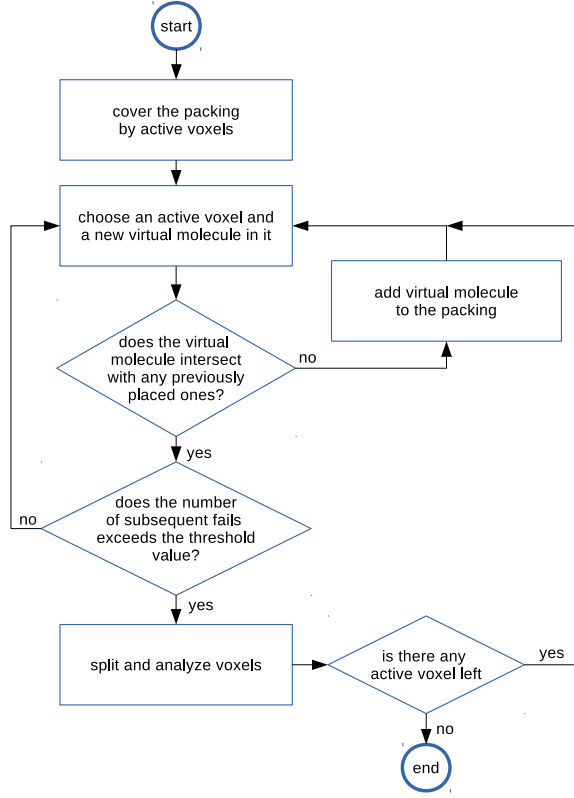 start
cover the packing
by active voxels
choose an active voxel and
a new virtual molecule in it
add virtual molecule
to the packing
does the virtual
molecule intersect
with any previously
placed ones?
no
yes
does the number
of subsequent fails
exceeds the threshold
value?
no
yes
split and analyze voxels
is there any
active voxel left
yes
no
end